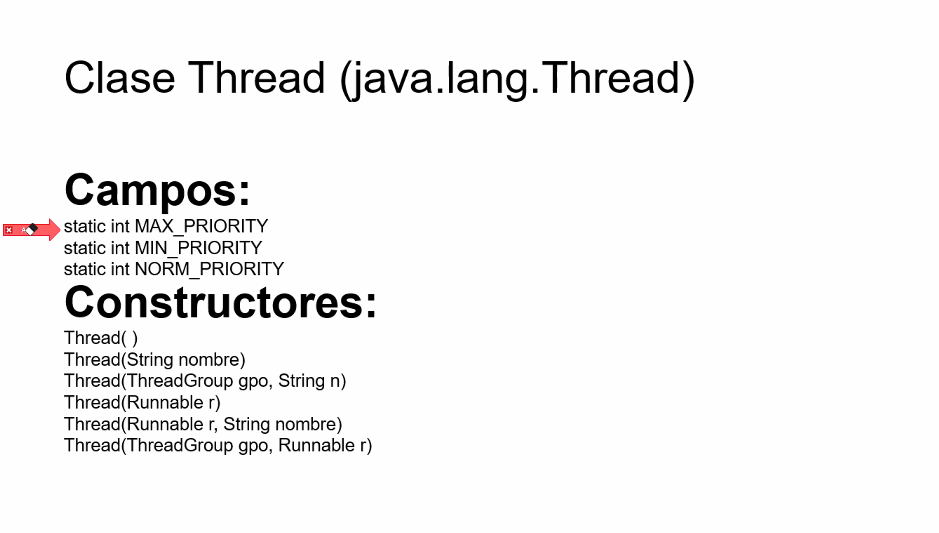 Clase Thread (java.lang.Thread)
Campos:
static int MAX_PRIORITY
static int MIN_PRIORITY
static int NORM_PRIORITY
Constructores:
Thread( )
Thread(String nombre)
Thread(ThreadGroup gpo, String n)
Thread(Runnable r)
Thread(Runnable r, String nombre)
Thread(ThreadGroup gpo, Runnable r)